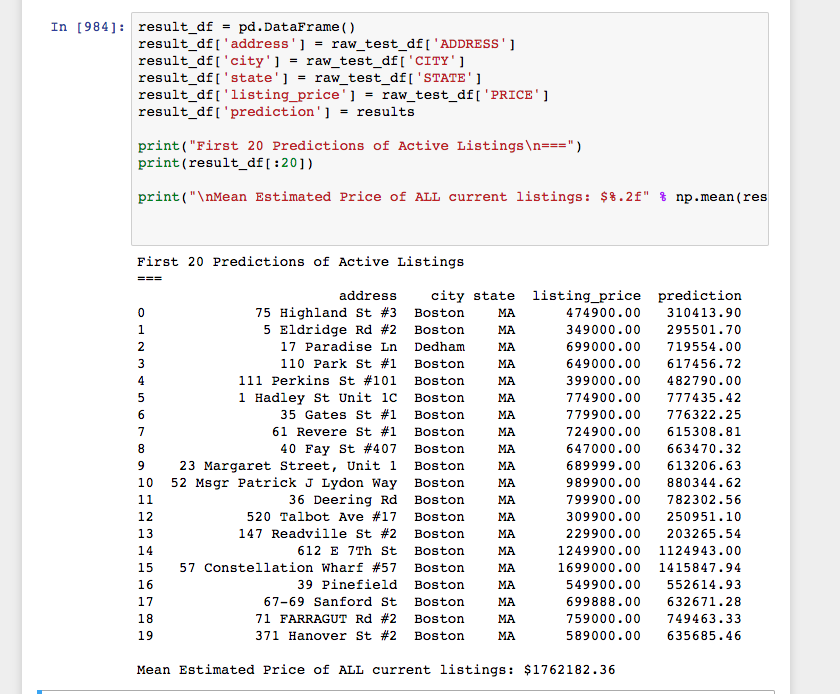 In [984]: result_df = pd.DataFrame()
result_df['address'] = raw_test_df['ADDRESS']
result_df['city'] = raw_test_df['CITY']
result_df['state'] = raw_test_df['STATE']
result_df['listing_price'] = raw_test_df['PRICE']
result_df['prediction'] = results
print("First 20 Predictions of Active Listings\n===")
print(result_df[:20])
print("\nMean Estimated Price of ALL current listings: $%.2f" % np.mean(res
First 20 Predictions of Active Listings
===
address city state listing_price prediction
0 75 Highland St #3 Boston MA 474900.00 310413.90
1 5 Eldridge Rd #2 Boston MA 349000.00 295501.70
2 17 Paradise Ln Dedham MA 699000.00 719554.00
3 110 Park St #1 Boston MA 649000.00 617456.72
4 111 Perkins St #101 Boston MA 399000.00 482790.00
5 1 Hadley St Unit 1C Boston MA 774900.00 777435.42
6 35 Gates St #1 Boston MA 779900.00 776322.25
7 61 Revere St #1 Boston MA 724900.00 615308.81
8 40 Fay St #407 Boston MA 647000.00 663470.32
9 23 Margaret Street, Unit 1 Boston MA 689999.00 613206.63
10 52 Msgr Patrick J Lydon Way Boston MA 989900.00 880344.62
11 36 Deering Rd Boston MA 799900.00 782302.56
12 520 Talbot Ave #17 Boston MA 309900.00 250951.10
13 147 Readville St #2 Boston MA 229900.00 203265.54
14 612 E 7Th St Boston MA 1249900.00 1124943.00
15 57 Constellation Wharf #57 Boston MA 1699000.00 1415847.94
16 39 Pinefield Boston MA 549900.00 552614.93
17 67-69 Sanford St Boston MA 699888.00 632671.28
18 71 FARRAGUT Rd #2 Boston MA 759000.00 749463.33
19 371 Hanover St #2 Boston MA 589000.00 635685.46
Mean Estimated Price of ALL current listings: $1762182.36